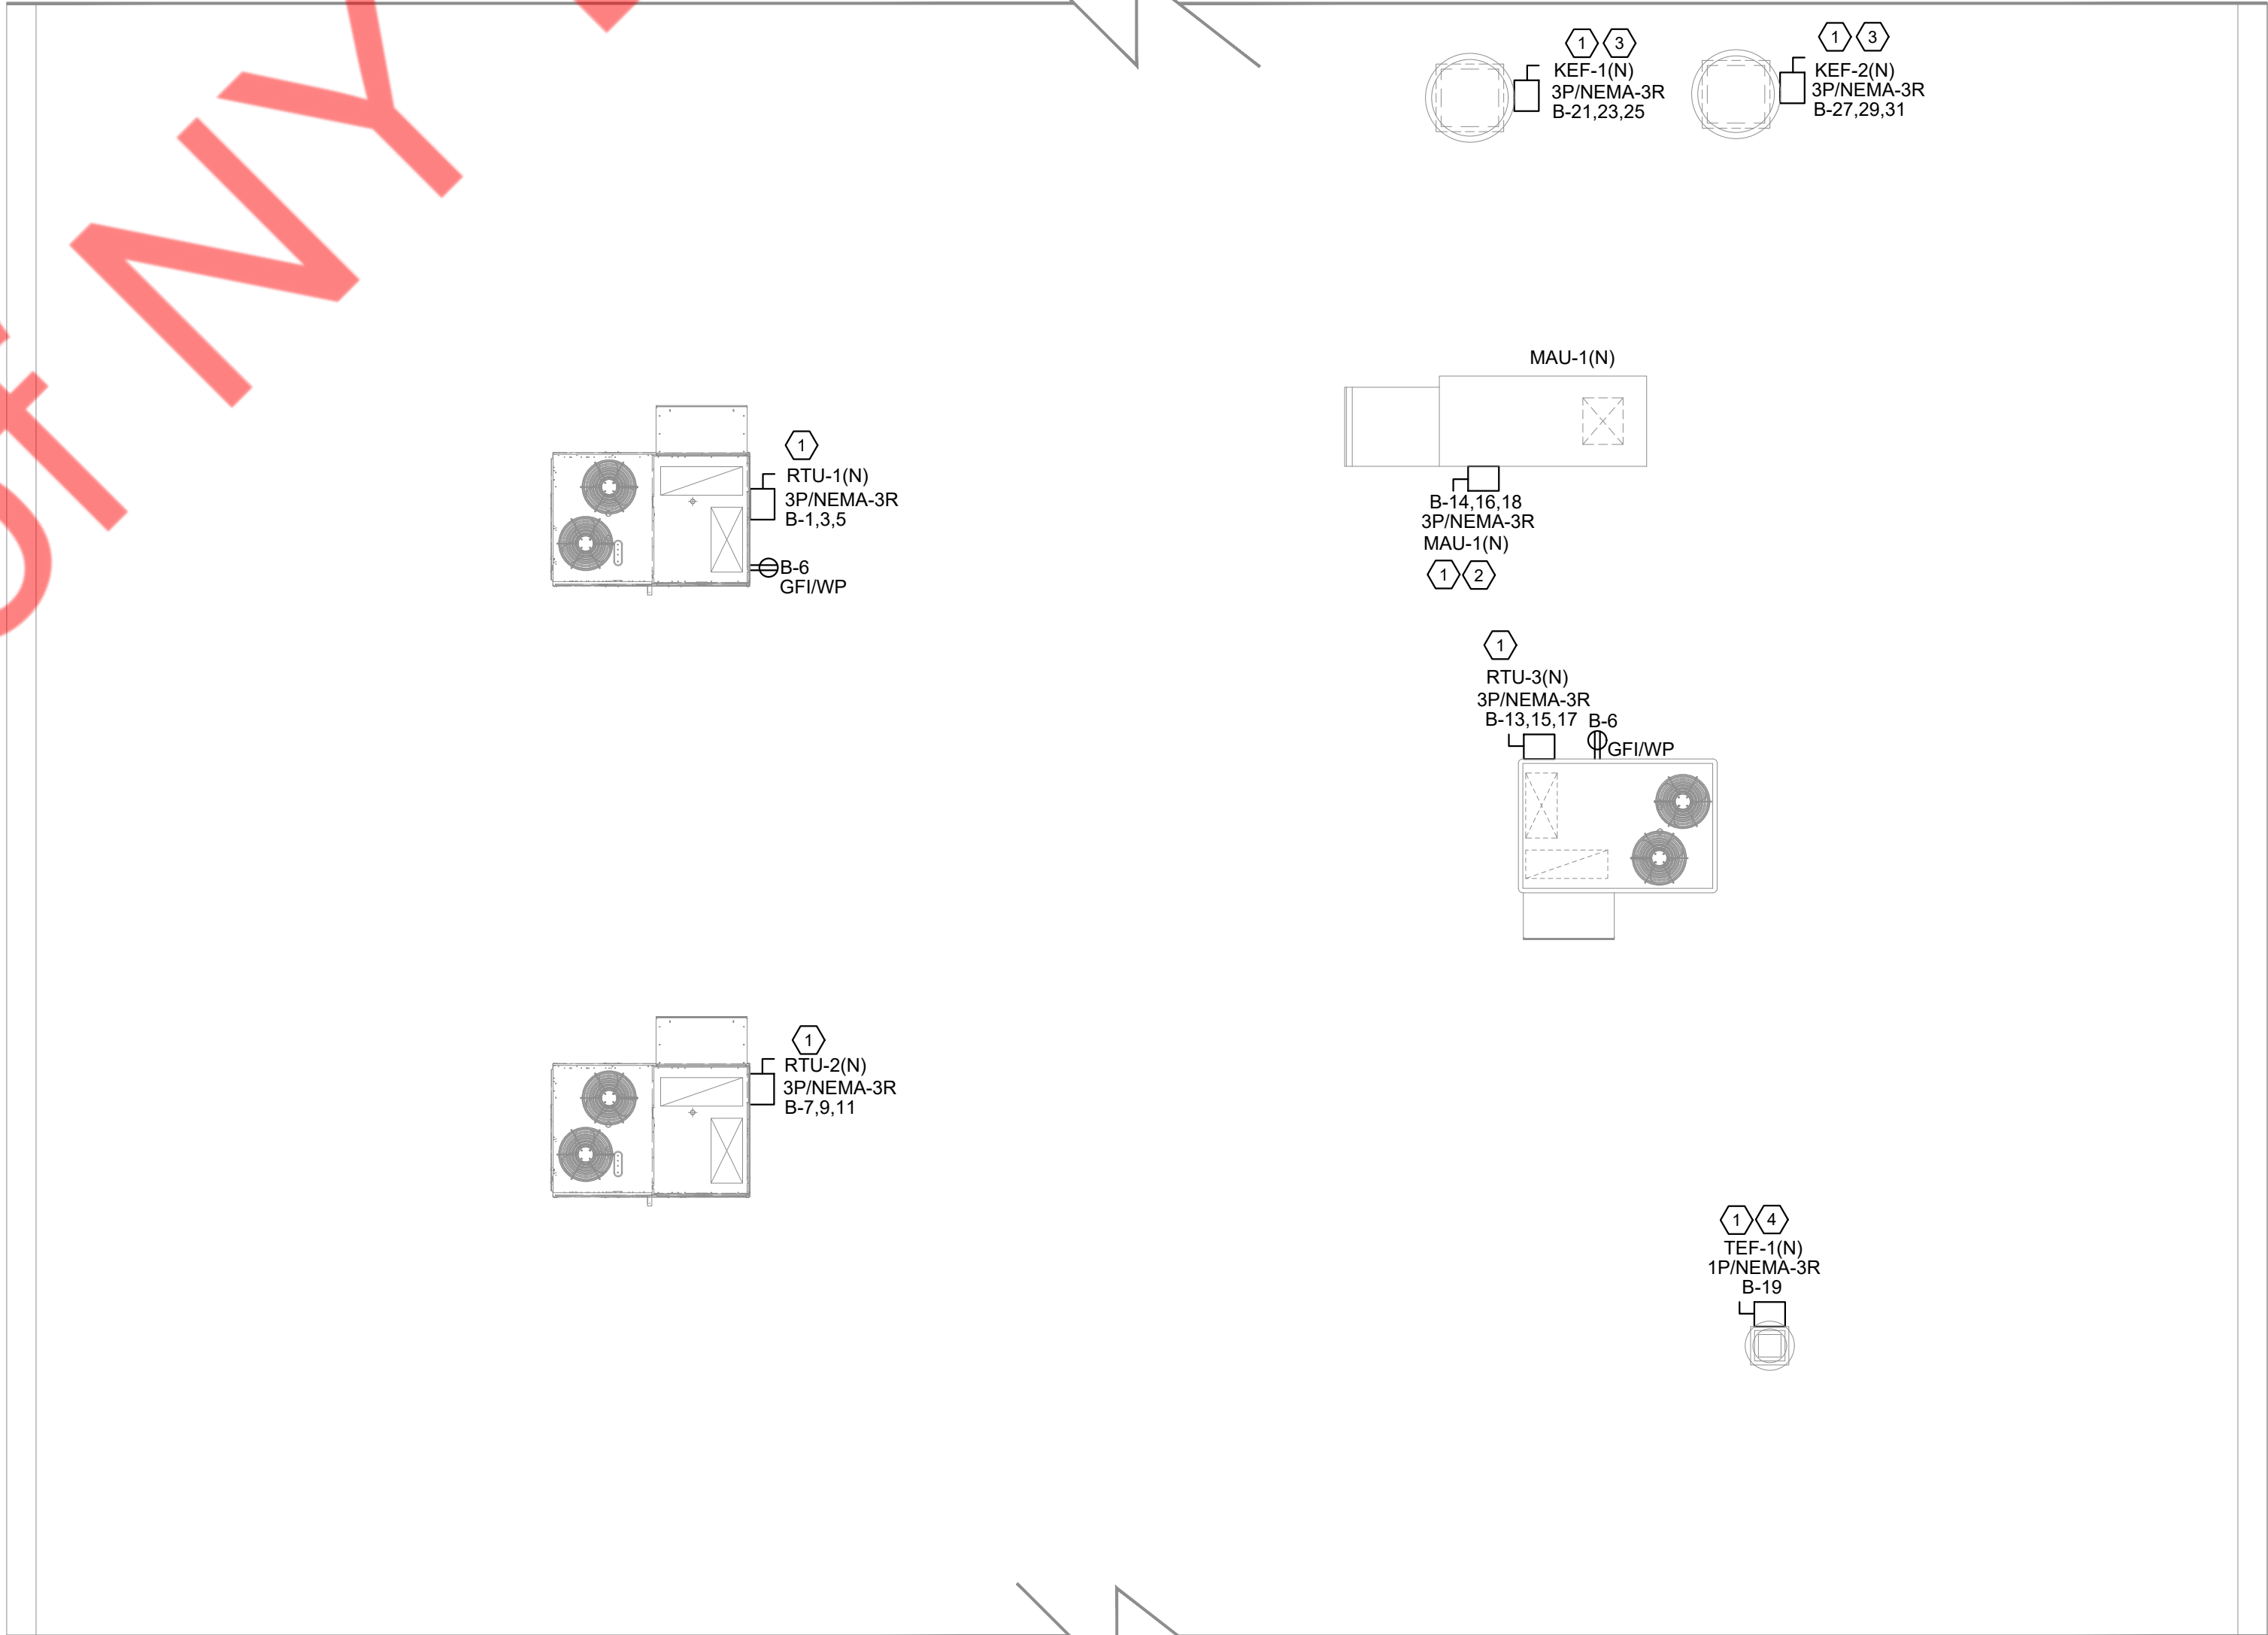 1 3
KEF-1(N)
3P/NEMA-3R
B-21,23,25
1 3
KEF-2(N)
3P/NEMA-3R
B-27,29,31
NY
1
RTU-1(N)
3P/NEMA-3R
B-1,3,5
B-6
GFI/WP
MAU-1(N)
B-14,16,18
3P/NEMA-3R
MAU-1(N)
1 2
1
RTU-3(N)
3P/NEMA-3R
B-13,15,17
B-6
GFI/WP
1
RTU-2(N)
3P/NEMA-3R
B-7,9,11
1 4
TEF-1(N)
1P/NEMA-3R
B-19